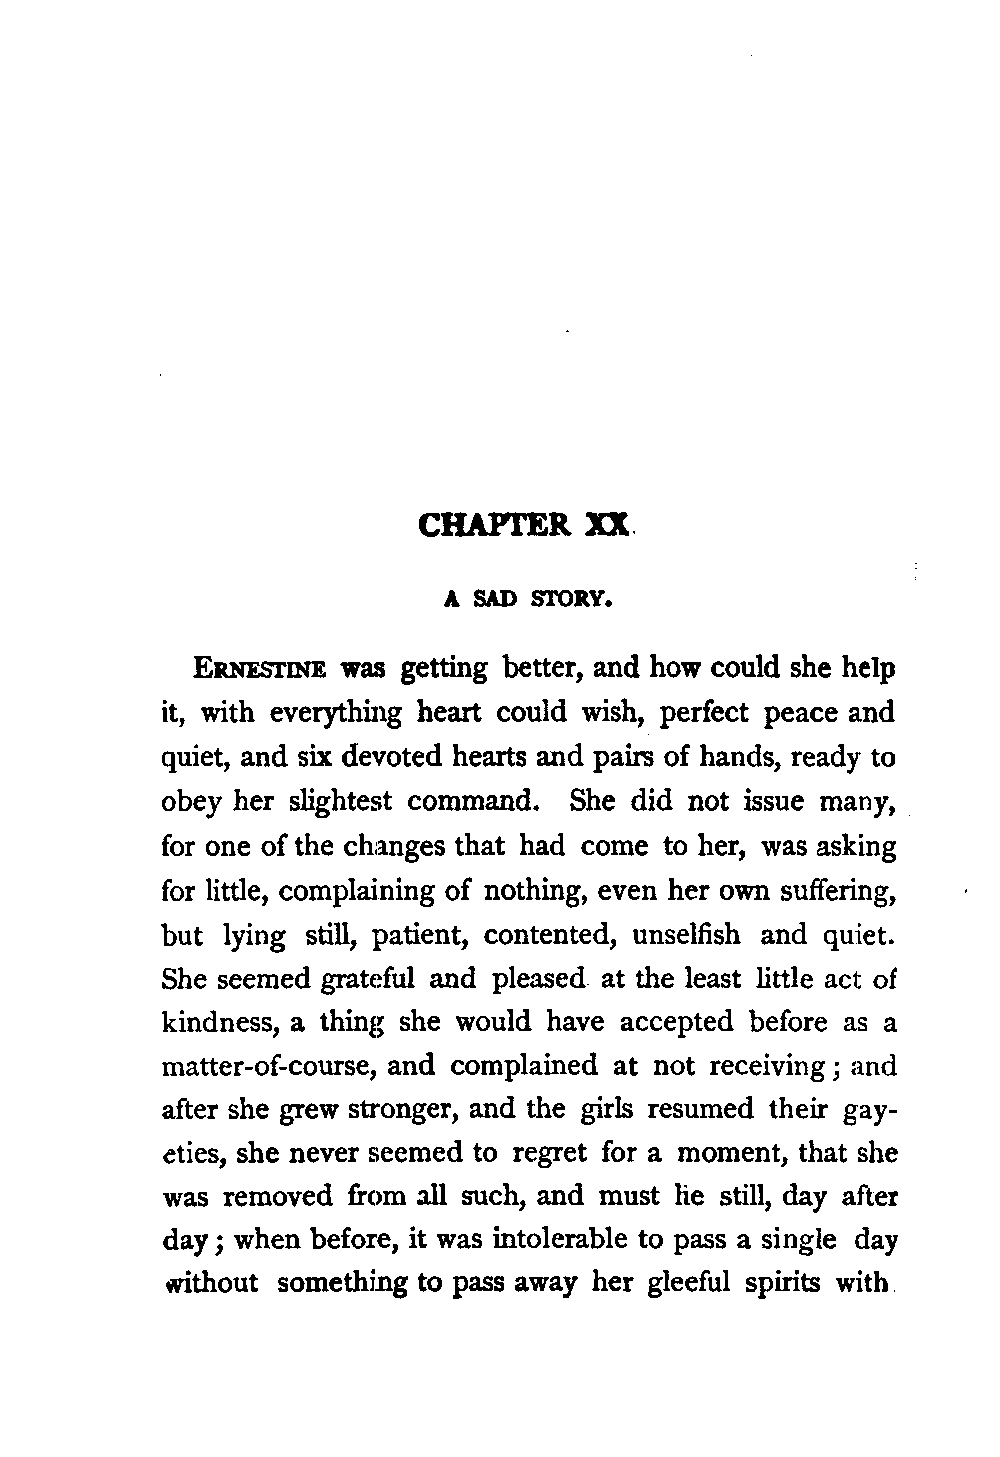 CHAPTER XX.
A SAD STORY.
ERNESTINE was getting better, and how could she help
it, with everything heart could wish, perfect peace and
quiet, and six devoted hearts and pairs of hands, ready to
obey her slightest command. She did not issue many,
for one of the changes that had come to her, was asking
for little, complaining of nothing, even her own suffering,
but lying still, patient, contented, unselfish and quiet.
She seemed grateful and pleased at the least little act of
kindness, a thing she would have accepted before as a
matter-of-course, and complained at not receiving; and
after she grew stronger, and the girls resumed their gay-
eties, she never seemed to regret for a moment, that she
was removed from all such, and must lie still, day after
day; when before, it was intolerable to pass a single day
without something to pass away her gleeful spirits with.